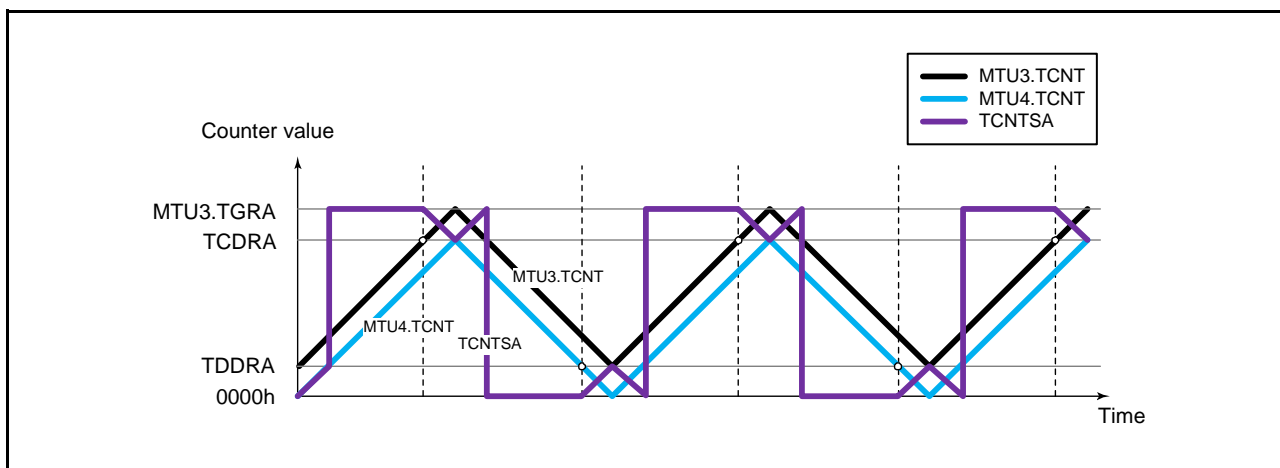 MTU3.TCNT
MTU4.TCNT
TCNTSA
Counter value
MTU3.TGRA
TCDRA
MTU3.TCNT
MTU4.TCNT
TCNTSA
TDDRA
0000h
Time